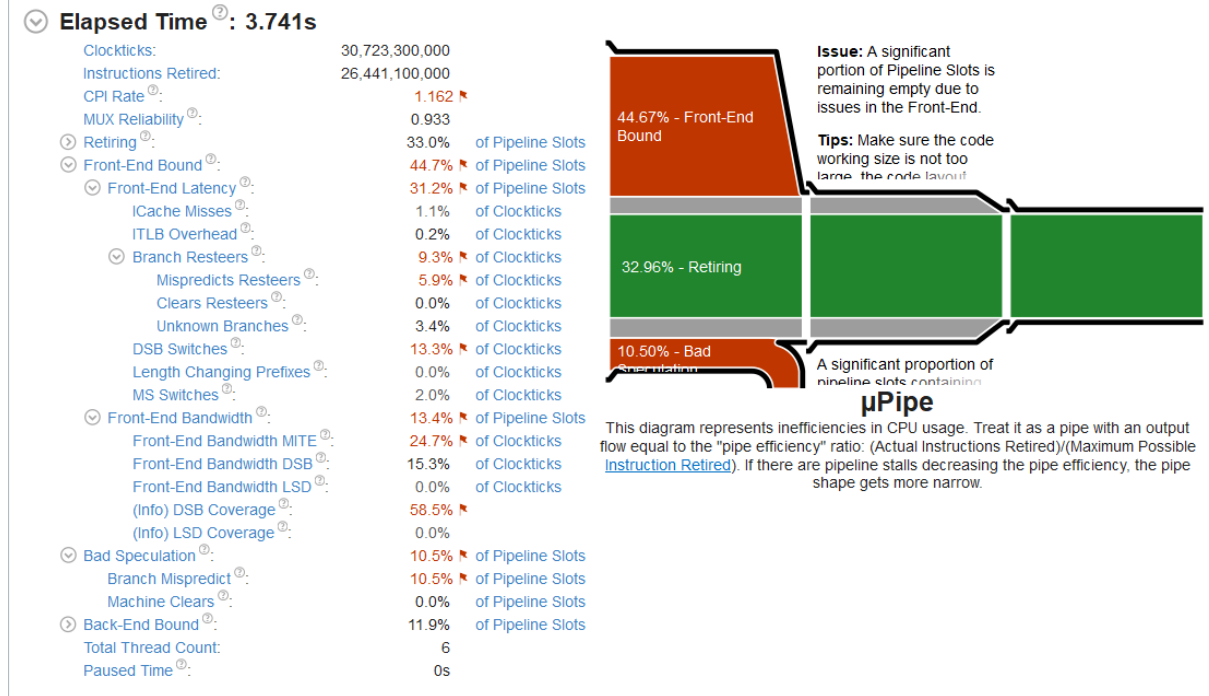 Elapsed Time ?: 3.741s
Clockticks: 30,723,300,000
Instructions Retired: 26,441,100,000
CPI Rate ?: 1.162
MUX Reliability ?: 0.933
Retiring ?: 33.0% of Pipeline Slots
Front-End Bound ?: 44.7% of Pipeline Slots
Front-End Latency ?: 31.2% of Pipeline Slots
ICache Misses ?: 1.1% of Clockticks
ITLB Overhead ?: 0.2% of Clockticks
Branch Resteers ?: 9.3% of Clockticks
Mispredicts Resteers ?: 5.9% of Clockticks
Clears Resteers ?: 0.0% of Clockticks
Unknown Branches ?: 3.4% of Clockticks
DSB Switches ?: 13.3% of Clockticks
Length Changing Prefixes ?: 0.0% of Clockticks
MS Switches ?: 2.0% of Clockticks
Front-End Bandwidth ?: 13.4% of Pipeline Slots
Front-End Bandwidth MITE ?: 24.7% of Clockticks
Front-End Bandwidth DSB ?: 15.3% of Clockticks
Front-End Bandwidth LSD ?: 0.0% of Clockticks
(Info) DSB Coverage ?: 58.5%
(Info) LSD Coverage ?: 0.0%
Bad Speculation ?: 10.5% of Pipeline Slots
Branch Mispredict ?: 10.5% of Pipeline Slots
Machine Clears ?: 0.0% of Pipeline Slots
Back-End Bound ?: 11.9% of Pipeline Slots
Total Thread Count: 6
Paused Time ?: 0s
44.67% - Front-End
Bound
32.96% - Retiring
10.50% - Bad
Speculation
Issue: A significant
portion of Pipeline Slots is
remaining empty due to
issues in the Front-End.
Tips: Make sure the code
working size is not too
large, the code layout
A significant proportion of
pipeline slots containing
µPipe
This diagram represents inefficiencies in CPU usage. Treat it as a pipe with an output
flow equal to the "pipe efficiency" ratio: (Actual Instructions Retired)/(Maximum Possible
Instruction Retired). If there are pipeline stalls decreasing the pipe efficiency, the pipe
shape gets more narrow.